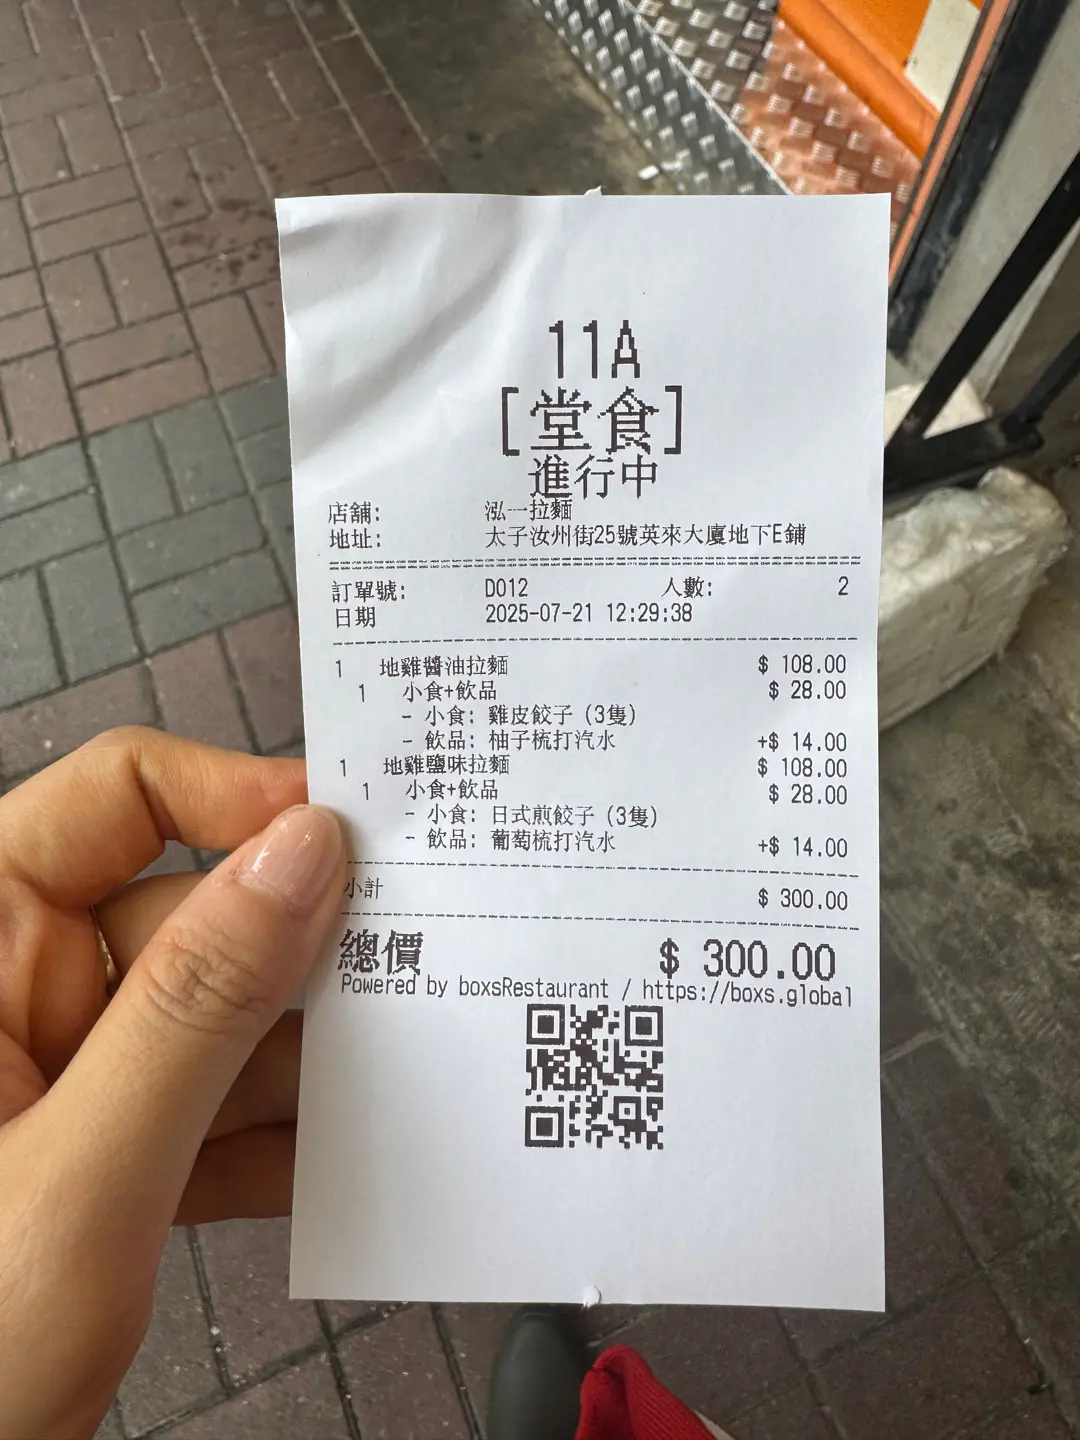 11A
[堂食]
進行中
店舖: 泓一拉麵
地址: 太子汝州街25號英來大廈地下E鋪
訂單號: D012 人數: 2
日期 2025-07-21 12:29:38
1 地雞醬油拉麵 $ 108.00
1 小食+飲品 $ 28.00
- 小食: 雞皮餃子 (3隻)
- 飲品: 柚子梳打汽水 +$ 14.00
1 地雞鹽味拉麵 $ 108.00
1 小食+飲品 $ 28.00
- 小食: 日式煎餃子 (3隻)
- 飲品: 葡萄梳打汽水 +$ 14.00
小計 $ 300.00
總價 $ 300.00
Powered by boxsRestaurant / https://boxs.global